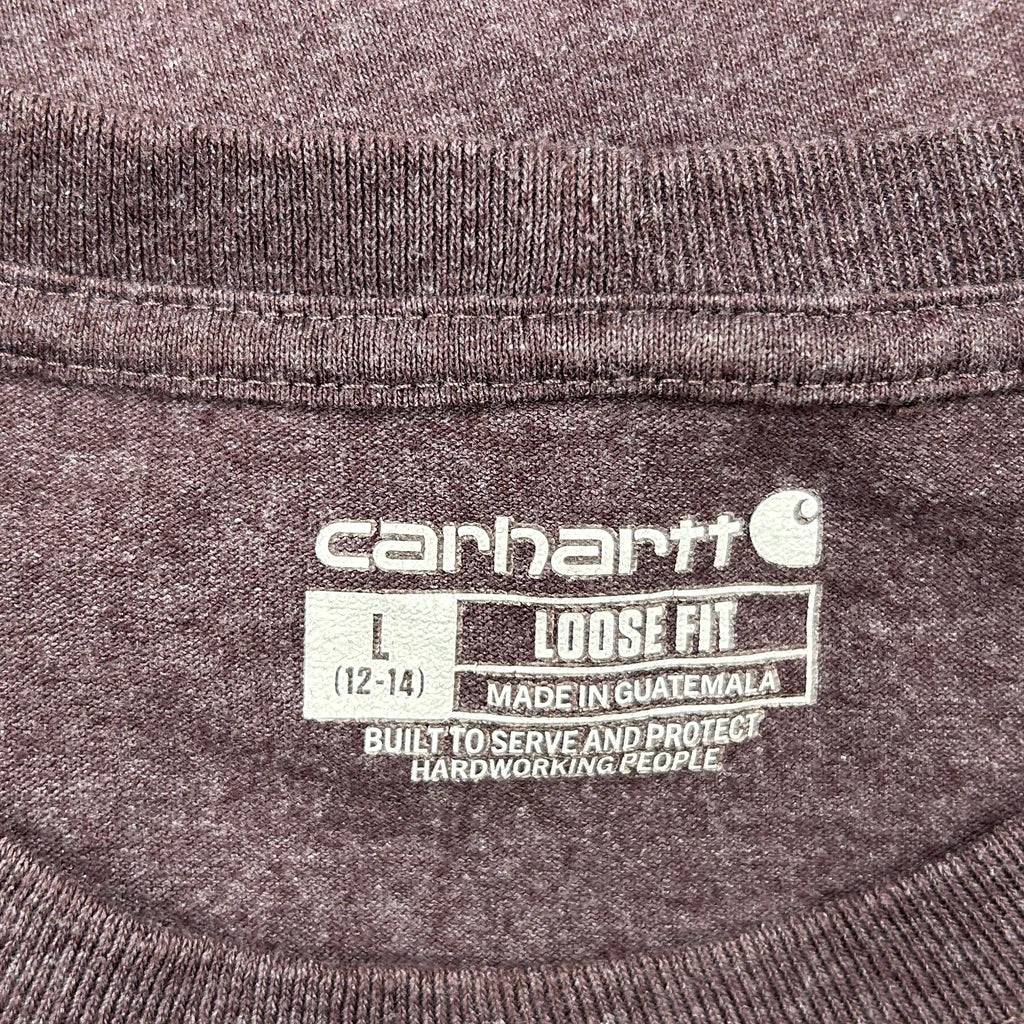 carhartt
L
(12-14)
LOOSE FIT
MADE IN GUATEMALA
BUILT TO SERVE AND PROTECT
HARDWORKING PEOPLE.